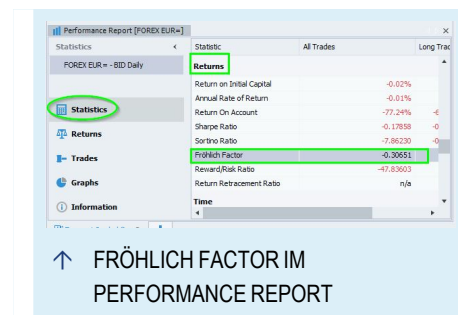 Performance Report [FOREX EUR=]
Statistics
Statistic All Trades Long Trad
FOREX EUR = - BID Daily
Returns
Return on Initial Capital -0.02%
Annual Rate of Return -0.01%
Statistics
Return On Account -77.24%
Sharpe Ratio -0.17858 -0
Returns
Sortino Ratio -7.86230 -0
Fröhlich Factor -0.30651
Trades
Reward/Risk Ratio -47.83603
Return Retracement Ratio n/a
Graphs
Information
Time
↑ FRÖHLICH FACTOR IM
PERFORMANCE REPORT